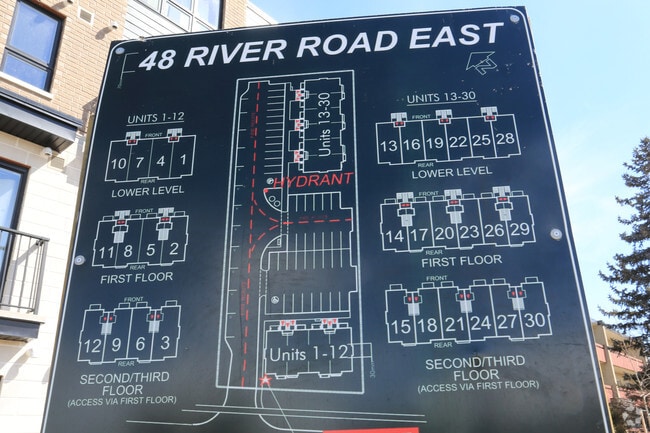 48 RIVER ROAD EAST
UNITS 1-12
FRONT
10 7 4 1
REAR
LOWER LEVEL
FRONT
11 8 5 2
REAR
FIRST FLOOR
FRONT
12 9 6 3
REAR
SECOND/THIRD
FLOOR
(ACCESS VIA FIRST FLOOR)
Units 13-30
HYDRANT
Units 1-12
UNITS 13-30
FRONT
13 16 19 22 25 28
REAR
LOWER LEVEL
FRONT
14 17 20 23 26 29
REAR
FIRST FLOOR
FRONT
15 18 21 24 27 30
REAR
SECOND/THIRD
FLOOR
(ACCESS VIA FIRST FLOOR)